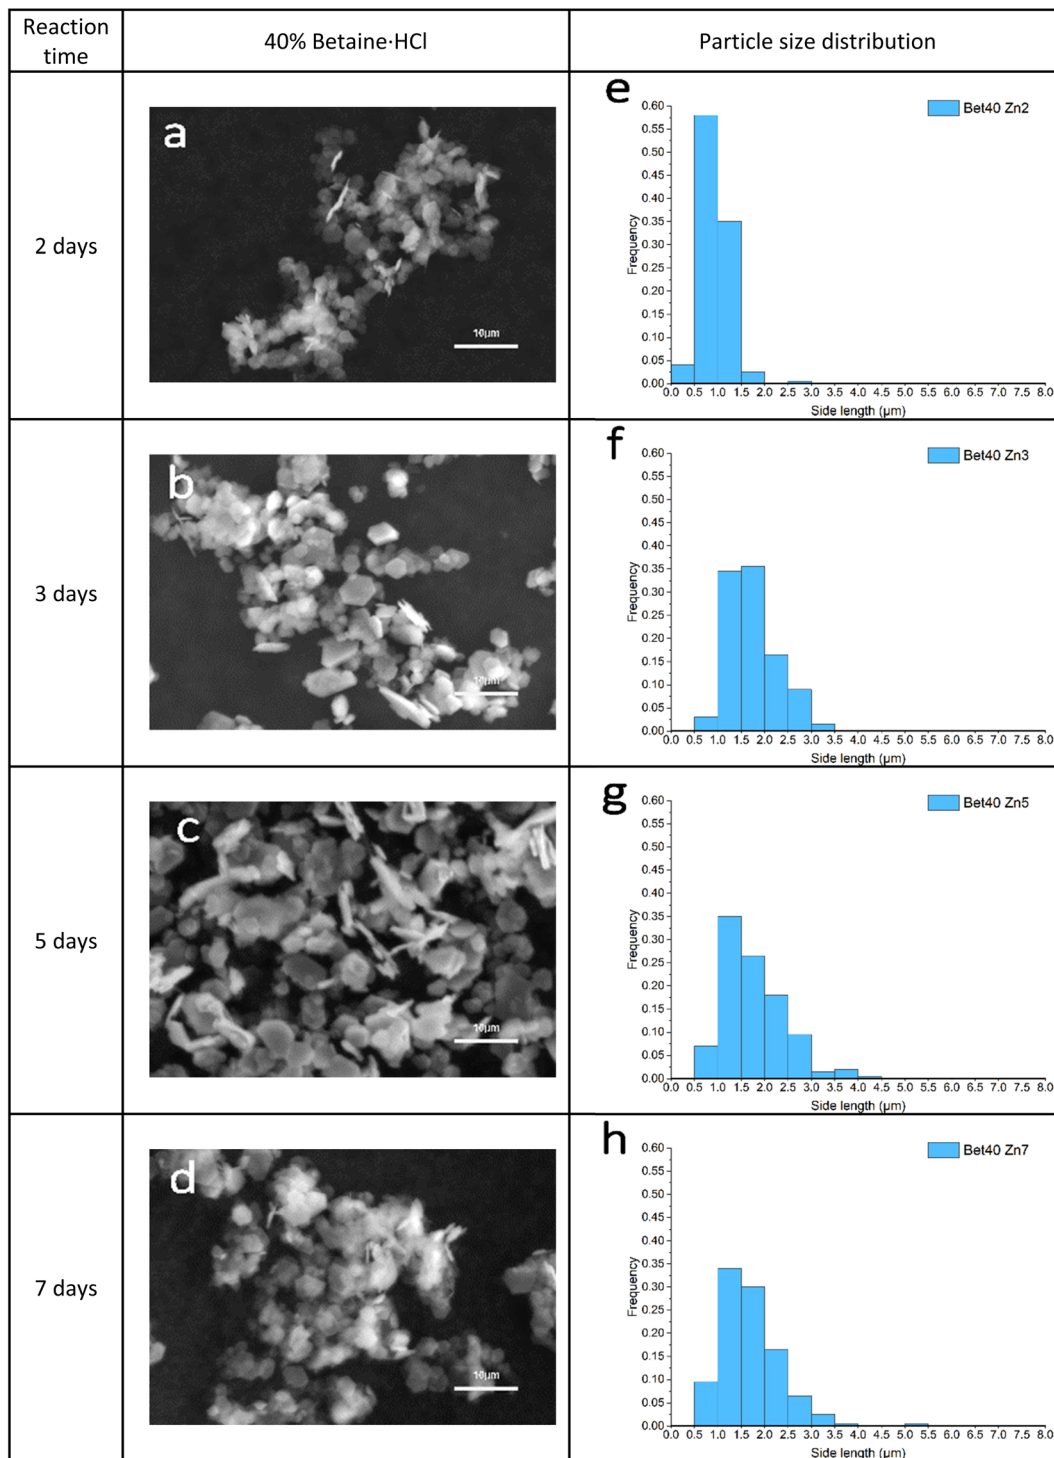 Reaction time
40% Betaine·HCl
Particle size distribution
2 days
a
10µm
e
Bet40 Zn2
Frequency
0.60
0.55
0.50
0.45
0.40
0.35
0.30
0.25
0.20
0.15
0.10
0.05
0.00
0.0 0.5 1.0 1.5 2.0 2.5 3.0 3.5 4.0 4.5 5.0 5.5 6.0 6.5 7.0 7.5 8.0
Side length (µm)
3 days
b
10µm
f
Bet40 Zn3
Frequency
0.60
0.55
0.50
0.45
0.40
0.35
0.30
0.25
0.20
0.15
0.10
0.05
0.00
0.0 0.5 1.0 1.5 2.0 2.5 3.0 3.5 4.0 4.5 5.0 5.5 6.0 6.5 7.0 7.5 8.0
Side length (µm)
5 days
c
10µm
g
Bet40 Zn5
Frequency
0.60
0.55
0.50
0.45
0.40
0.35
0.30
0.25
0.20
0.15
0.10
0.05
0.00
0.0 0.5 1.0 1.5 2.0 2.5 3.0 3.5 4.0 4.5 5.0 5.5 6.0 6.5 7.0 7.5 8.0
Side length (µm)
7 days
d
10µm
h
Bet40 Zn7
Frequency
0.60
0.55
0.50
0.45
0.40
0.35
0.30
0.25
0.20
0.15
0.10
0.05
0.00
0.0 0.5 1.0 1.5 2.0 2.5 3.0 3.5 4.0 4.5 5.0 5.5 6.0 6.5 7.0 7.5 8.0
Side length (µm)